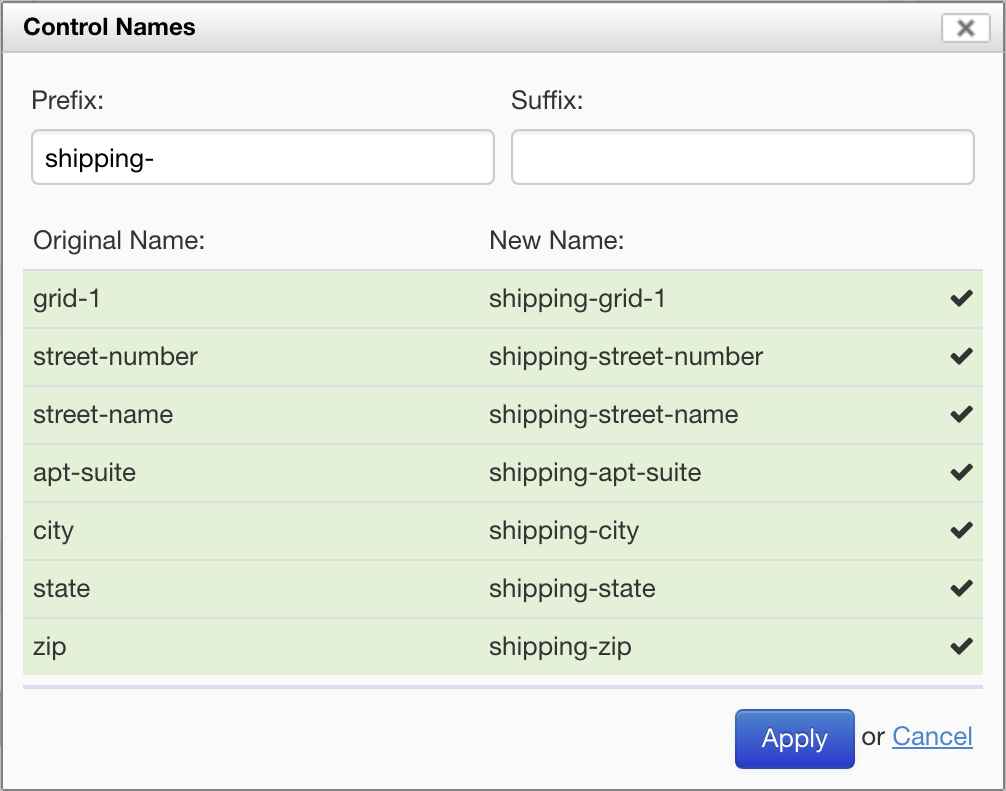 Control Names
Prefix: Suffix:
shipping-
Original Name: New Name:
grid-1 shipping-grid-1
street-number shipping-street-number
street-name shipping-street-name
apt-suite shipping-apt-suite
city shipping-city
state shipping-state
zip shipping-zip
Apply or Cancel